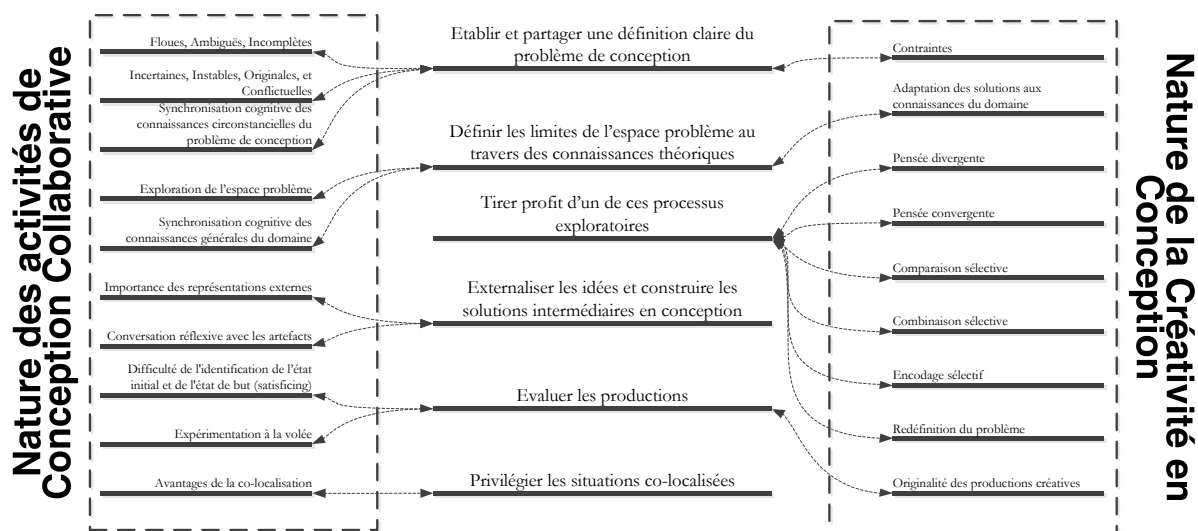 Nature des activités de
Conception Collaborative
Floues, Ambiguës, Incomplètes
Incertaines, Instables, Originales, et
Conflictuelles
Synchronisation cognitive des
connaissances circonstancielles du
problème de conception
Exploration de l'espace problème
Synchronisation cognitive des
connaissances générales du domaine
Importance des représentations externes
Conversation réflexive avec les artefacts
Difficulté de l'identification de l'état
initial et de l'état de but (satisficing)
Expérimentation à la volée
Avantages de la co-localisation
Etablir et partager une définition claire du
problème de conception
Définir les limites de l'espace problème au
travers des connaissances théoriques
Tirer profit d'un de ces processus
exploratoires
Externaliser les idées et construire les
solutions intermédiaires en conception
Evaluer les productions
Privilégier les situations co-localisées
Contraintes
Adaptation des solutions aux
connaissances du domaine
Pensée divergente
Pensée convergente
Comparaison sélective
Combinaison sélective
Encodage sélectif
Redéfinition du problème
Originalité des productions créatives
Nature de la Créativité en
Conception